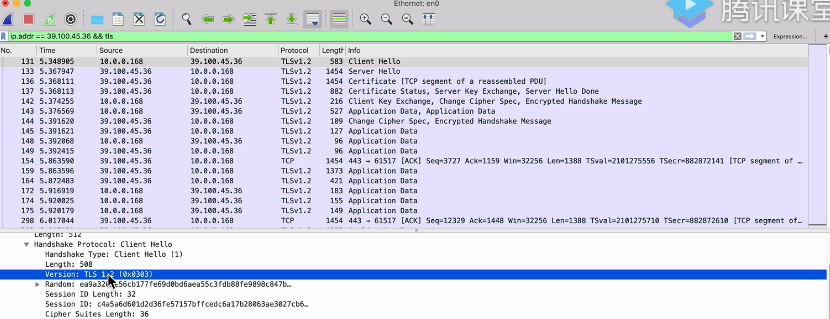 Ethernet: en0
腾讯课堂
ip.addr == 39.100.45.36 && tls
Expression...
+
No. Time Source Destination Protocol Length Info
131 5.348905 10.0.0.168 39.100.45.36 TLSv1.2 583 Client Hello
133 5.367947 39.100.45.36 10.0.0.168 TLSv1.2 1454 Server Hello
136 5.368111 39.100.45.36 10.0.0.168 TLSv1.2 1454 Certificate [TCP segment of a reassembled PDU]
137 5.368113 39.100.45.36 10.0.0.168 TLSv1.2 882 Certificate Status, Server Key Exchange, Server Hello Done
142 5.374255 10.0.0.168 39.100.45.36 TLSv1.2 216 Client Key Exchange, Change Cipher Spec, Encrypted Handshake Message
143 5.376569 10.0.0.168 39.100.45.36 TLSv1.2 527 Application Data, Application Data
144 5.391620 39.100.45.36 10.0.0.168 TLSv1.2 109 Change Cipher Spec, Encrypted Handshake Message
145 5.391621 39.100.45.36 10.0.0.168 TLSv1.2 127 Application Data
148 5.392068 10.0.0.168 39.100.45.36 TLSv1.2 96 Application Data
149 5.392415 39.100.45.36 10.0.0.168 TLSv1.2 96 Application Data
154 5.863590 39.100.45.36 10.0.0.168 TCP 1454 443 → 61517 [ACK] Seq=3727 Ack=1159 Win=32256 Len=1388 TSval=2101275556 TSecr=882872141 [TCP segment of …
159 5.863596 39.100.45.36 10.0.0.168 TLSv1.2 1373 Application Data
164 5.872483 10.0.0.168 39.100.45.36 TLSv1.2 421 Application Data
172 5.916919 10.0.0.168 39.100.45.36 TLSv1.2 183 Application Data
174 5.920025 10.0.0.168 39.100.45.36 TLSv1.2 155 Application Data
175 5.920179 10.0.0.168 39.100.45.36 TLSv1.2 149 Application Data
298 6.017044 39.100.45.36 10.0.0.168 TCP 1454 443 → 61517 [ACK] Seq=12329 Ack=1448 Win=32256 Len=1388 TSval=2101275710 TSecr=882872610 [TCP segment of…
Length: 512
Handshake Protocol: Client Hello
Handshake Type: Client Hello (1)
Length: 508
Version: TLS 1.2 (0x0303)
Session ID Length: 32
Session ID: c4a5a6d601d2d36fe57157bffcedc6a17b28063ae3027cb6…
Cipher Suites Length: 36